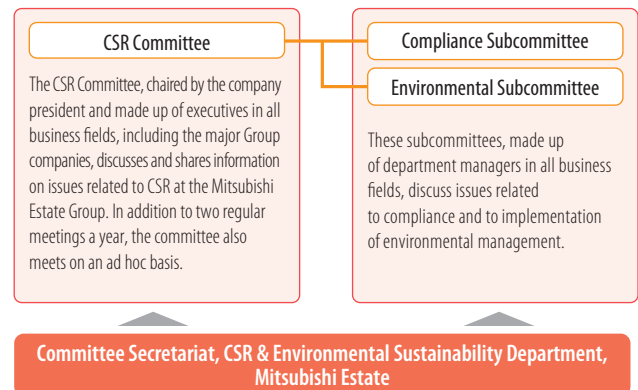 CSR Committee
The CSR Committee, chaired by the company
president and made up of executives in all
business fields, including the major Group
companies, discusses and shares information
on issues related to CSR at the Mitsubishi
Estate Group. In addition to two regular
meetings a year, the committee also
meets on an ad hoc basis.
Compliance Subcommittee
Environmental Subcommittee
These subcommittees, made up
of department managers in all business
fields, discuss issues related
to compliance and to implementation
of environmental management.
Committee Secretariat, CSR & Environmental Sustainability Department,
Mitsubishi Estate